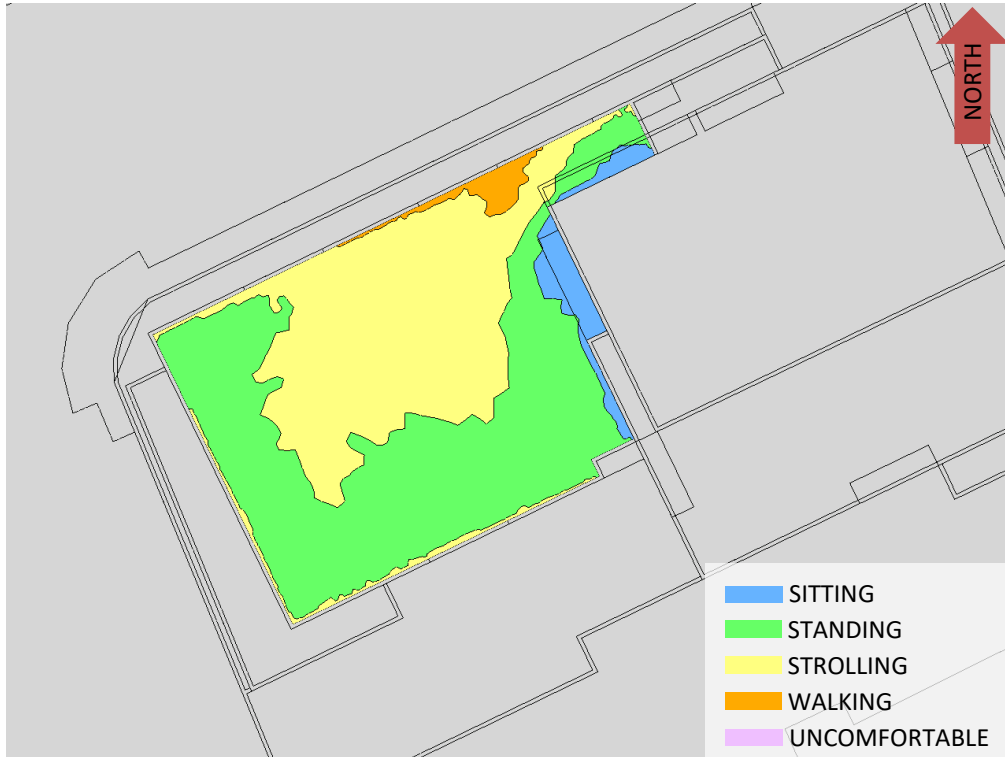 NORTH
SITTING
STANDING
STROLLING
WALKING
UNCOMFORTABLE